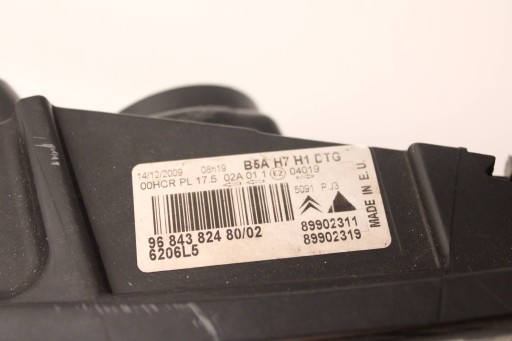 14/12/2009 08h19 B5A H7 H1 DTG
00HCR PL 17.5 02A 01 1 E2 04019
5091 PJ3
96 843 824 80/02 89902311
6206L5 89902319
MADE IN E.U.